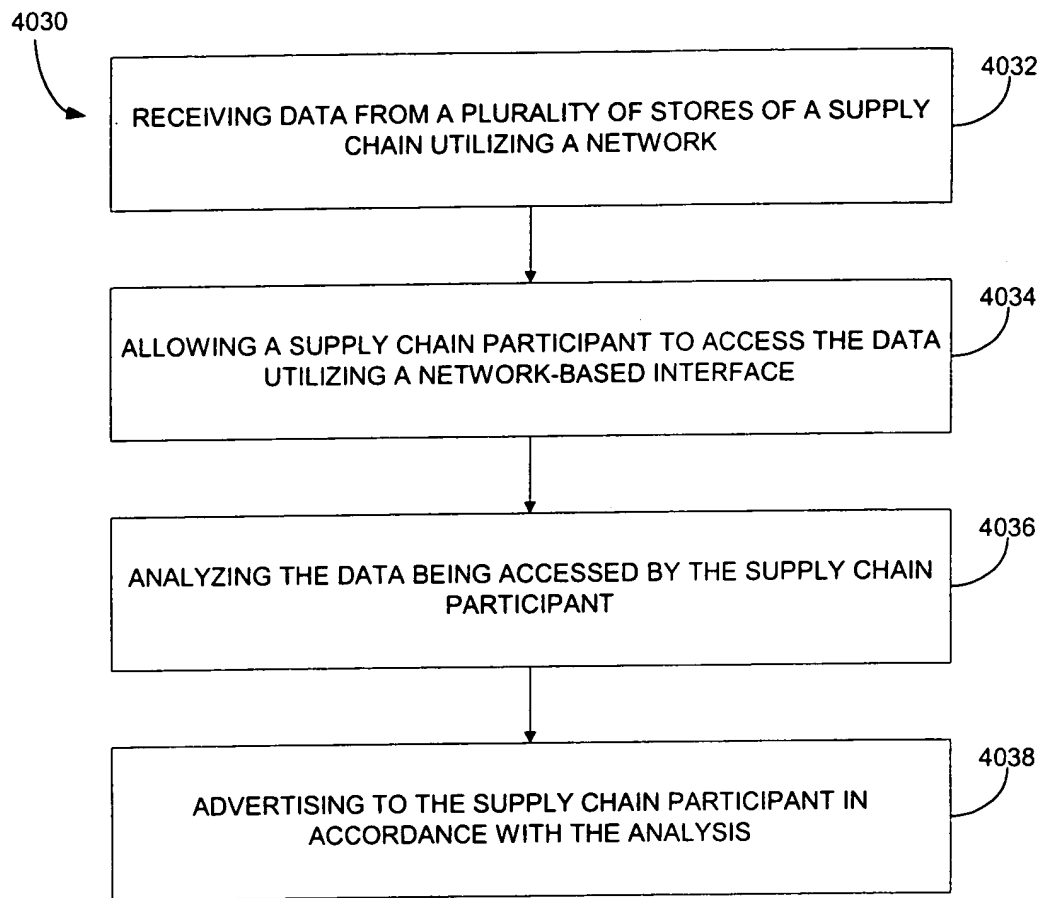 4030
4032
RECEIVING DATA FROM A PLURALITY OF STORES OF A SUPPLY
CHAIN UTILIZING A NETWORK
4034
ALLOWING A SUPPLY CHAIN PARTICIPANT TO ACCESS THE DATA
UTILIZING A NETWORK-BASED INTERFACE
4036
ANALYZING THE DATA BEING ACCESSED BY THE SUPPLY CHAIN
PARTICIPANT
4038
ADVERTISING TO THE SUPPLY CHAIN PARTICIPANT IN
ACCORDANCE WITH THE ANALYSIS